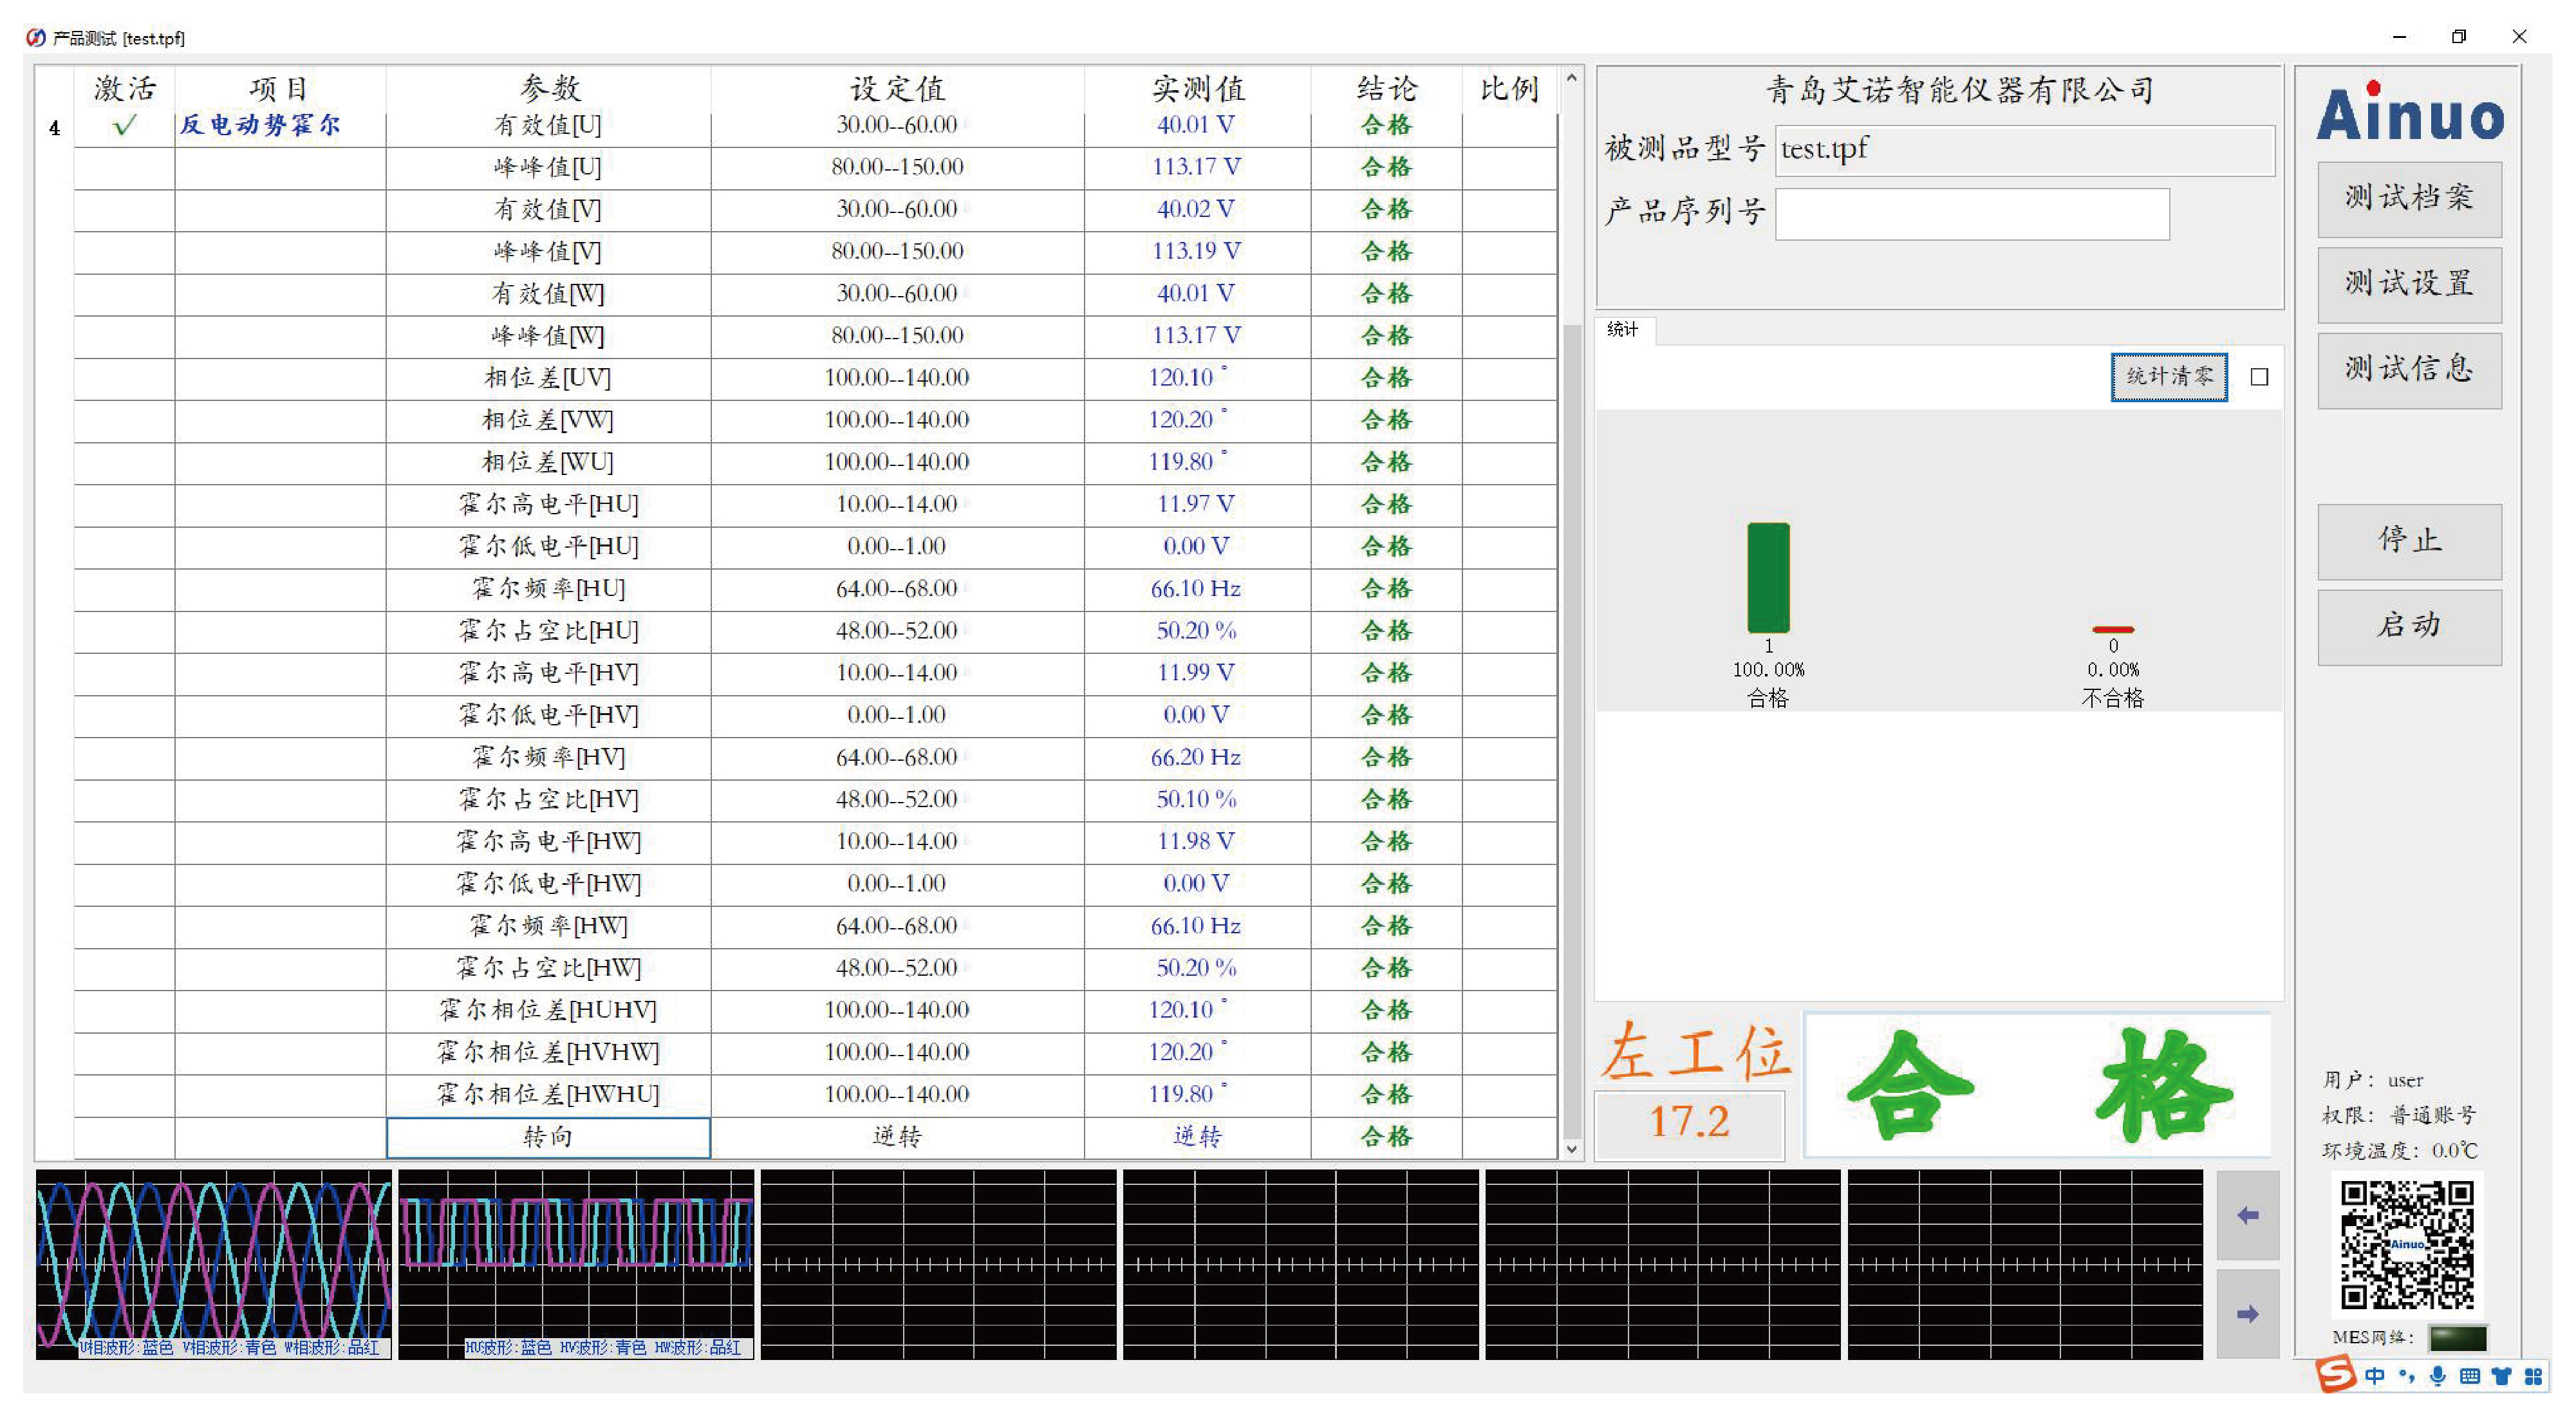 产品测试 [test.tpf]
激活 项目 参数 设定值 实测值 结论 比例
4 √ 反电动势霍尔 有效值[U] 30.00--60.00 40.01 V 合格
峰峰值[U] 80.00--150.00 113.17 V 合格
有效值[V] 30.00--60.00 40.02 V 合格
峰峰值[V] 80.00--150.00 113.19 V 合格
有效值[W] 30.00--60.00 40.01 V 合格
峰峰值[W] 80.00--150.00 113.17 V 合格
相位差[UV] 100.00--140.00 120.10 ° 合格
相位差[VW] 100.00--140.00 120.20 ° 合格
相位差[WU] 100.00--140.00 119.80 ° 合格
霍尔高电平[HU] 10.00--14.00 11.97 V 合格
霍尔低电平[HU] 0.00--1.00 0.00 V 合格
霍尔频率[HU] 64.00--68.00 66.10 Hz 合格
霍尔占空比[HU] 48.00--52.00 50.20 % 合格
霍尔高电平[HV] 10.00--14.00 11.99 V 合格
霍尔低电平[HV] 0.00--1.00 0.00 V 合格
霍尔频率[HV] 64.00--68.00 66.20 Hz 合格
霍尔占空比[HV] 48.00--52.00 50.10 % 合格
霍尔高电平[HW] 10.00--14.00 11.98 V 合格
霍尔低电平[HW] 0.00--1.00 0.00 V 合格
霍尔频率[HW] 64.00--68.00 66.10 Hz 合格
霍尔占空比[HW] 48.00--52.00 50.20 % 合格
霍尔相位差[HUHV] 100.00--140.00 120.10 ° 合格
霍尔相位差[HVHW] 100.00--140.00 120.20 ° 合格
霍尔相位差[HWHU] 100.00--140.00 119.80 ° 合格
转向 逆转 逆转 合格
U相波形:蓝色 V相波形:青色 W相波形:品红
HU波形:蓝色 HV波形:青色 HW波形:品红
青岛艾诺智能仪器有限公司
被测品型号 test.tpf
产品序列号
统计
统计清零
1 0
100.00% 0.00%
合格 不合格
左工位
17.2
合 格
Ainuo
测试档案
测试设置
测试信息
停止
启动
用户: user
权限: 普通账号
环境温度: 0.0℃
Ainuo
MES网络:
S 中